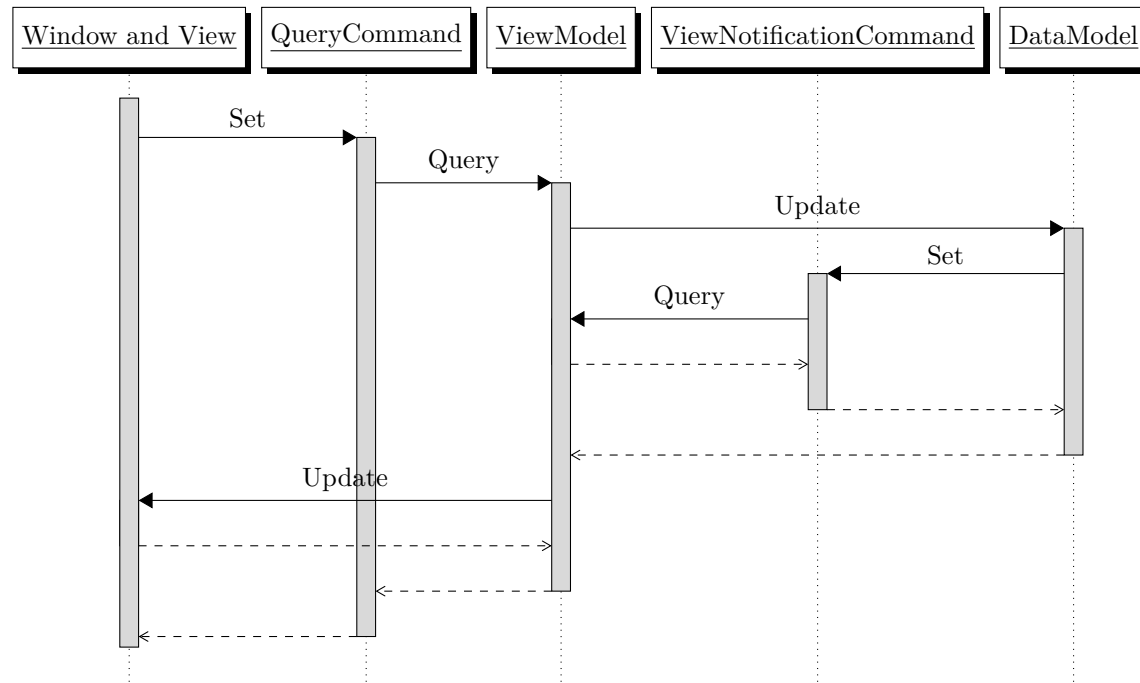 Window and View
QueryCommand
ViewModel
ViewNotificationCommand
DataModel
Set
Query
Update
Set
Query
Update